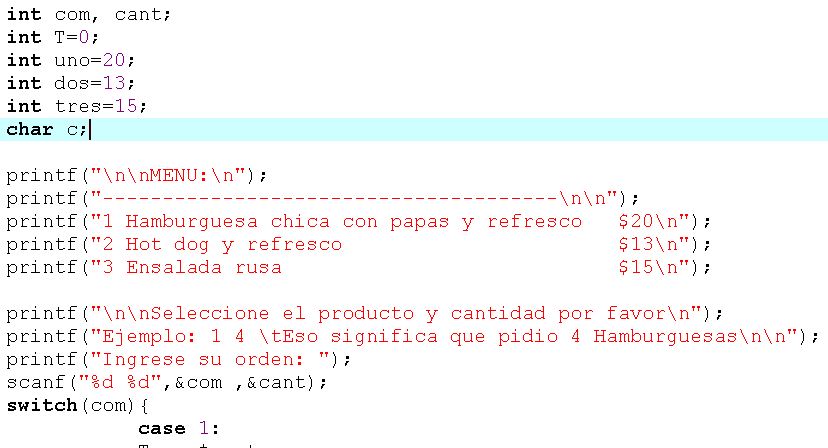 int com, cant;
int T=0;
int uno=20;
int dos=13;
int tres=15;
char c;
printf("\n\nMENU:\n");
printf("--------------------------------------\n\n");
printf("1 Hamburguesa chica con papas y refresco   $20\n");
printf("2 Hot dog y refresco                       $13\n");
printf("3 Ensalada rusa                            $15\n");
printf("\n\nSeleccione el producto y cantidad por favor\n");
printf("Ejemplo: 1 4 \tEso significa que pidio 4 Hamburguesas\n\n");
printf("Ingrese su orden: ");
scanf("%d %d",&com ,&cant);
switch(com){
case 1: